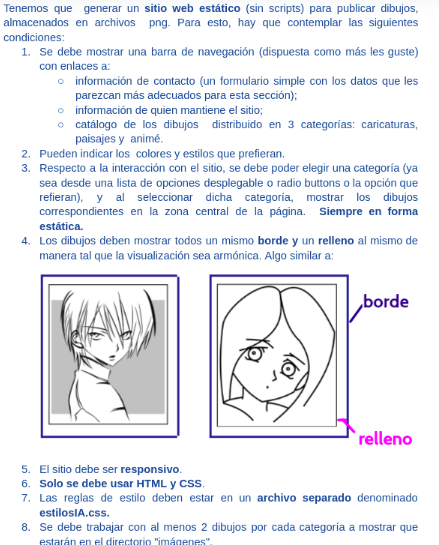 Tenemos que generar un sitio web estático (sin scripts) para publicar dibujos,
almacenados en archivos png. Para esto, hay que contemplar las siguientes
condiciones:
1. Se debe mostrar una barra de navegación (dispuesta como más les guste)
con enlaces a:
○ información de contacto (un formulario simple con los datos que les
parezcan más adecuados para esta sección);
○ información de quien mantiene el sitio;
○ catálogo de los dibujos distribuido en 3 categorías: caricaturas,
paisajes y animé.
2. Pueden indicar los colores y estilos que prefieran.
3. Respecto a la interacción con el sitio, se debe poder elegir una categoría (ya
sea desde una lista de opciones desplegable o radio buttons o la opción que
refieran), y al seleccionar dicha categoría, mostrar los dibujos
correspondientes en la zona central de la página. Siempre en forma
estática.
4. Los dibujos deben mostrar todos un mismo borde y un relleno al mismo de
manera tal que la visualización sea armónica. Algo similar a:
borde
relleno
5. El sitio debe ser responsivo.
6. Solo se debe usar HTML y CSS.
7. Las reglas de estilo deben estar en un archivo separado denominado
estilosIA.css.
8. Se debe trabajar con al menos 2 dibujos por cada categoría a mostrar que
estarán en el directorio "imágenes".